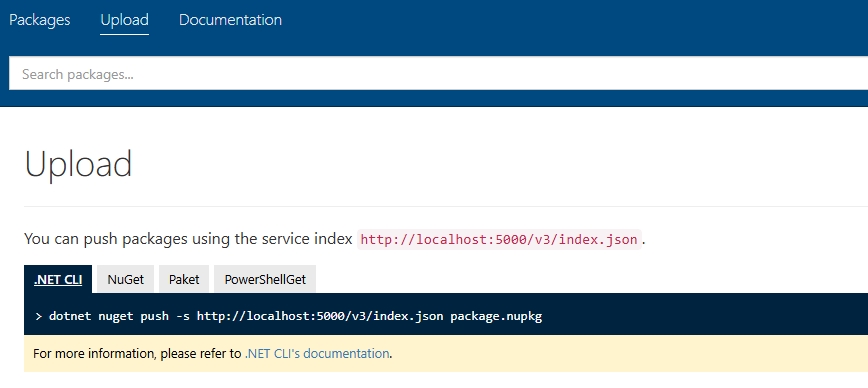 Packages Upload Documentation
Search packages...
Upload
You can push packages using the service index http://localhost:5000/v3/index.json.
.NET CLI NuGet Paket PowerShellGet
> dotnet nuget push -s http://localhost:5000/v3/index.json package.nupkg
For more information, please refer to .NET CLI's documentation.